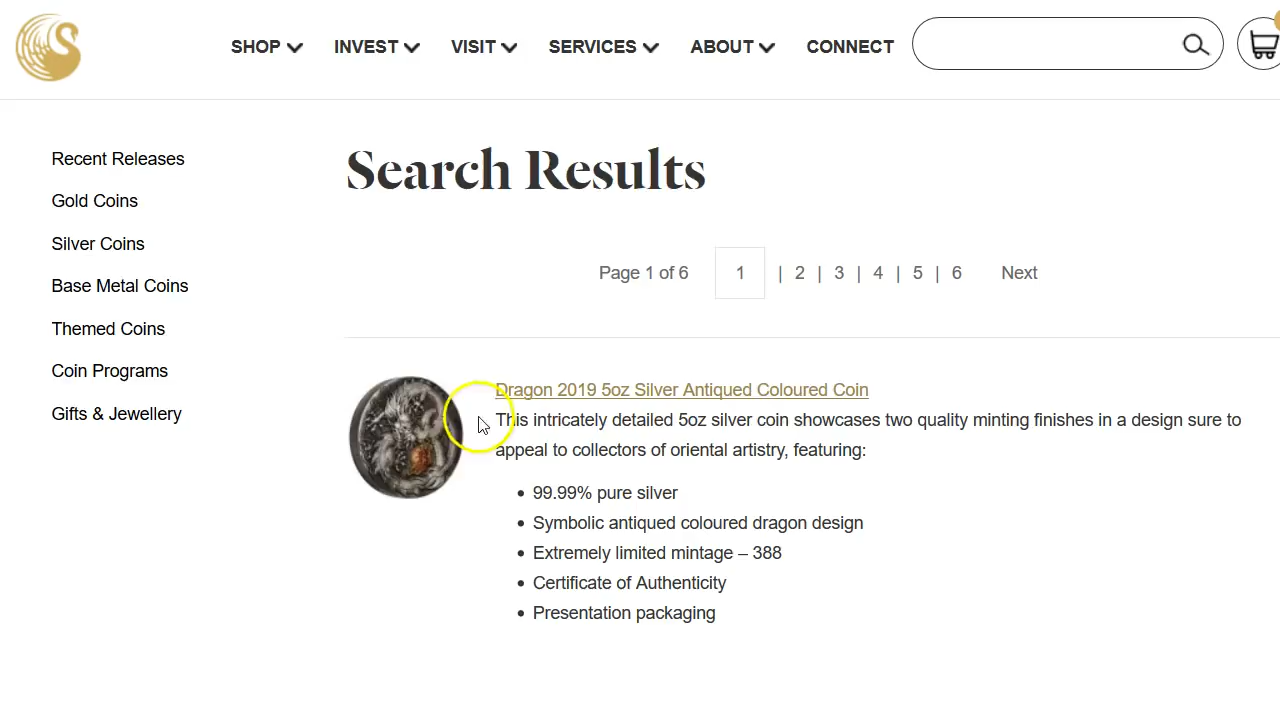 SHOP INVEST VISIT SERVICES ABOUT CONNECT
Recent Releases
Gold Coins
Silver Coins
Base Metal Coins
Themed Coins
Coin Programs
Gifts & Jewellery
Search Results
Page 1 of 6 1 | 2 | 3 | 4 | 5 | 6 Next
Dragon 2019 5oz Silver Antiqued Coloured Coin
This intricately detailed 5oz silver coin showcases two quality minting finishes in a design sure to
appeal to collectors of oriental artistry, featuring:
• 99.99% pure silver
• Symbolic antiqued coloured dragon design
• Extremely limited mintage – 388
• Certificate of Authenticity
• Presentation packaging